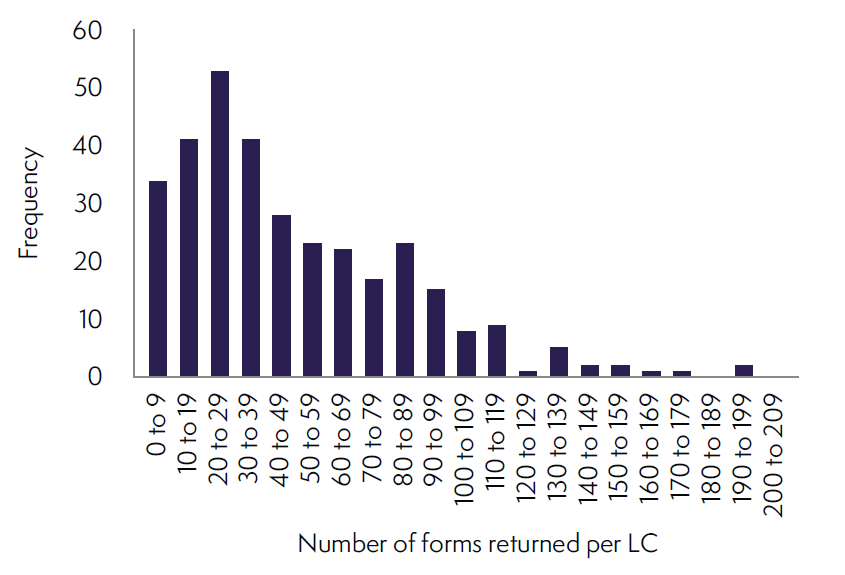 60
50
40
30
20
10
0
Frequency
0 to 9
10 to 19
20 to 29
30 to 39
40 to 49
50 to 59
60 to 69
70 to 79
80 to 89
90 to 99
100 to 109
110 to 119
120 to 129
130 to 139
140 to 149
150 to 159
160 to 169
170 to 179
180 to 189
190 to 199
200 to 209
Number of forms returned per LC